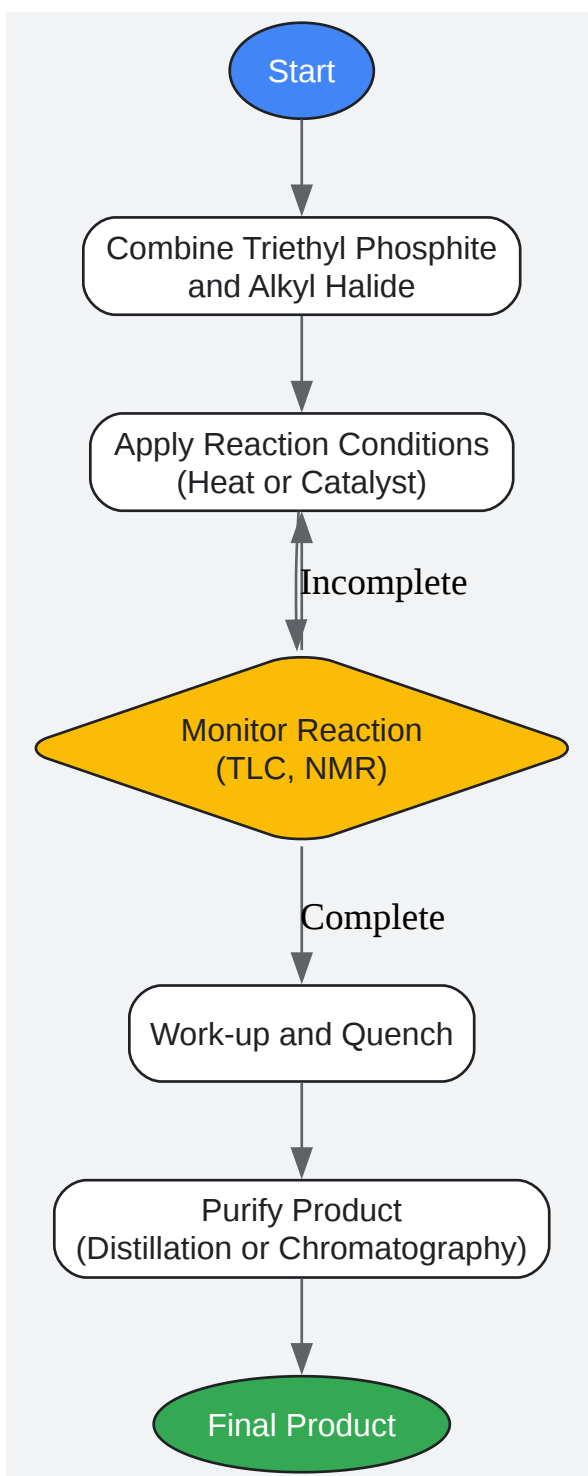 Start
Combine Triethyl Phosphite
and Alkyl Halide
Apply Reaction Conditions
(Heat or Catalyst)
Incomplete
Monitor Reaction
(TLC, NMR)
Complete
Work-up and Quench
Purify Product
(Distillation or Chromatography)
Final Product